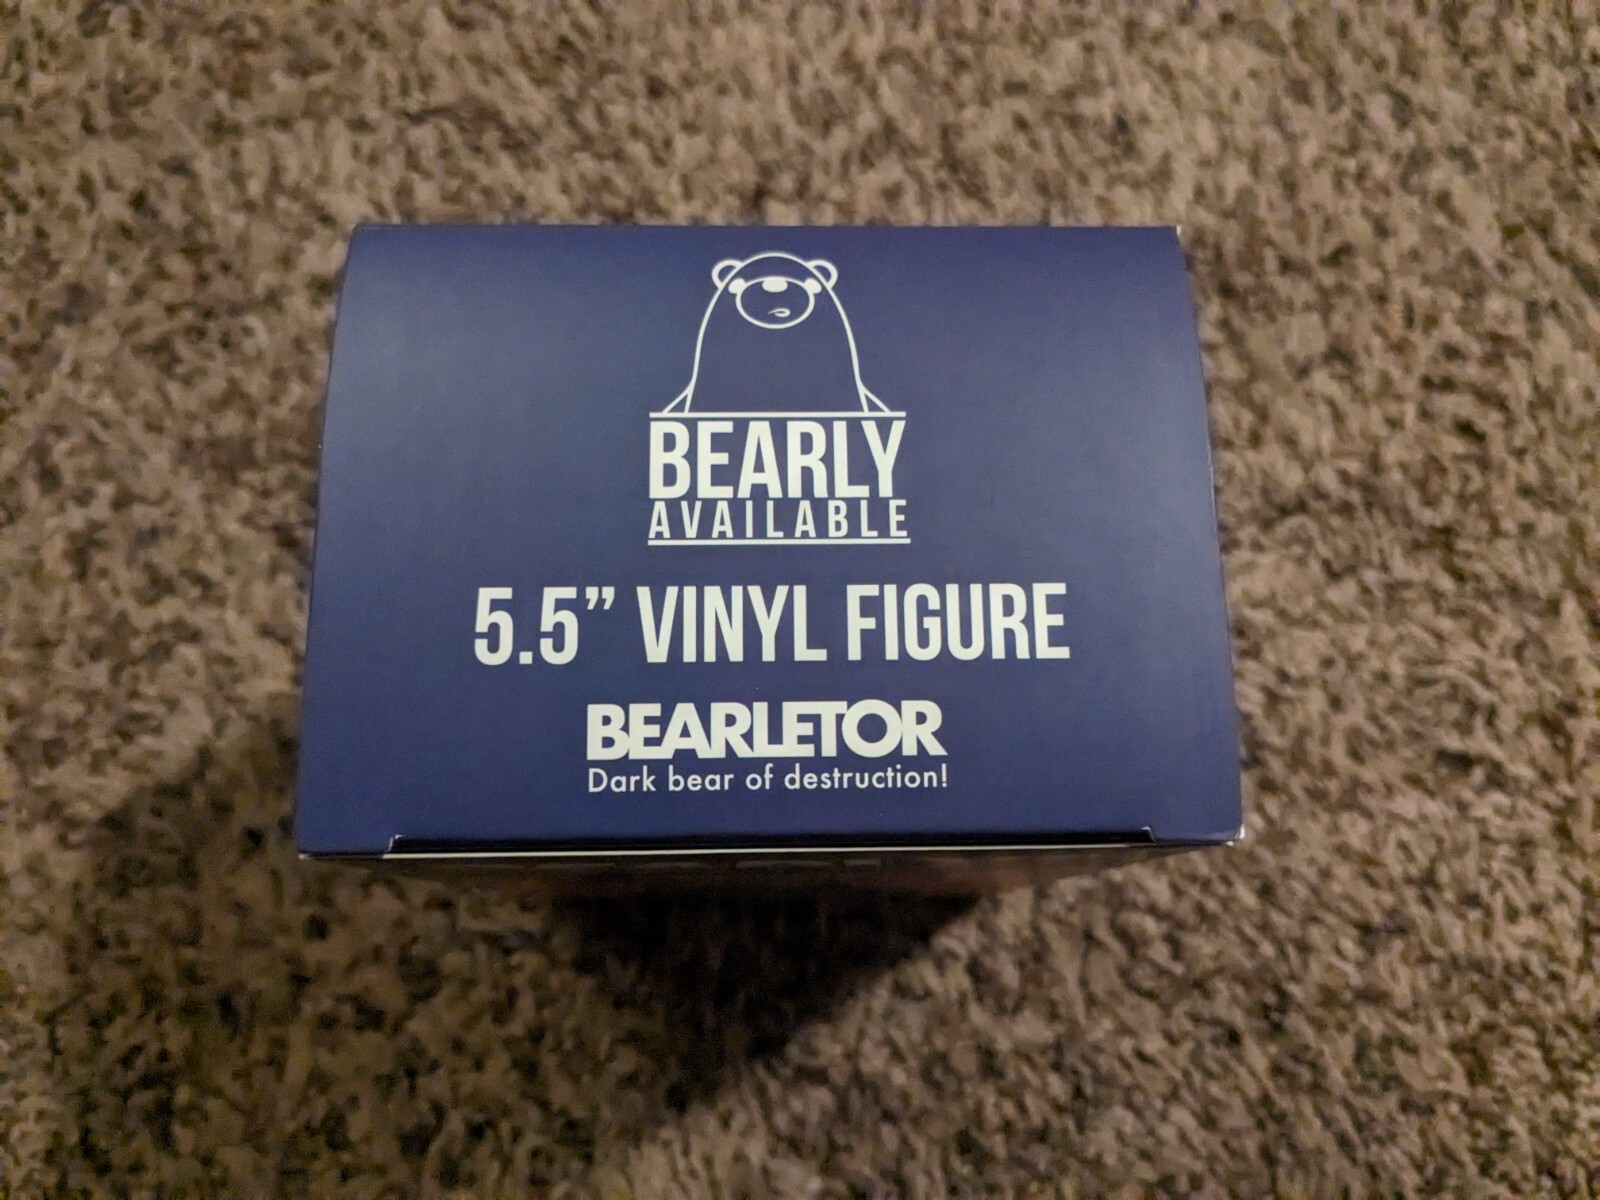 BEARLY
AVAILABLE
5.5” VINYL FIGURE
BEARLETOR
Dark bear of destruction!